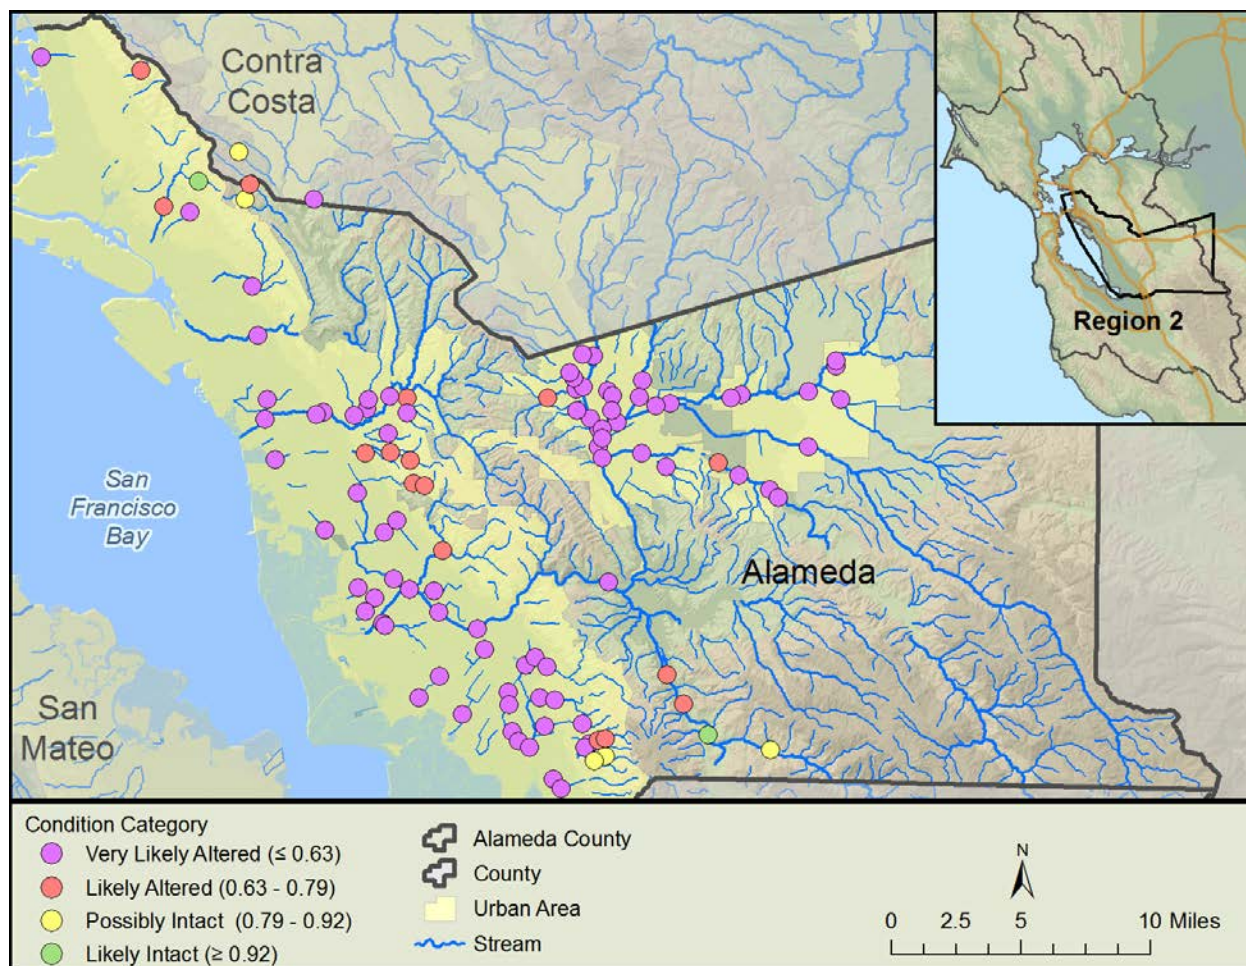 Contra
Costa
Region 2
San
Francisco
Bay
Alameda
San
Mateo
Condition Category
Very Likely Altered (≤ 0.63)
Likely Altered (0.63 - 0.79)
Possibly Intact (0.79 - 0.92)
Likely Intact (≥ 0.92)
Alameda County
County
Urban Area
Stream
N
0 2.5 5 10 Miles